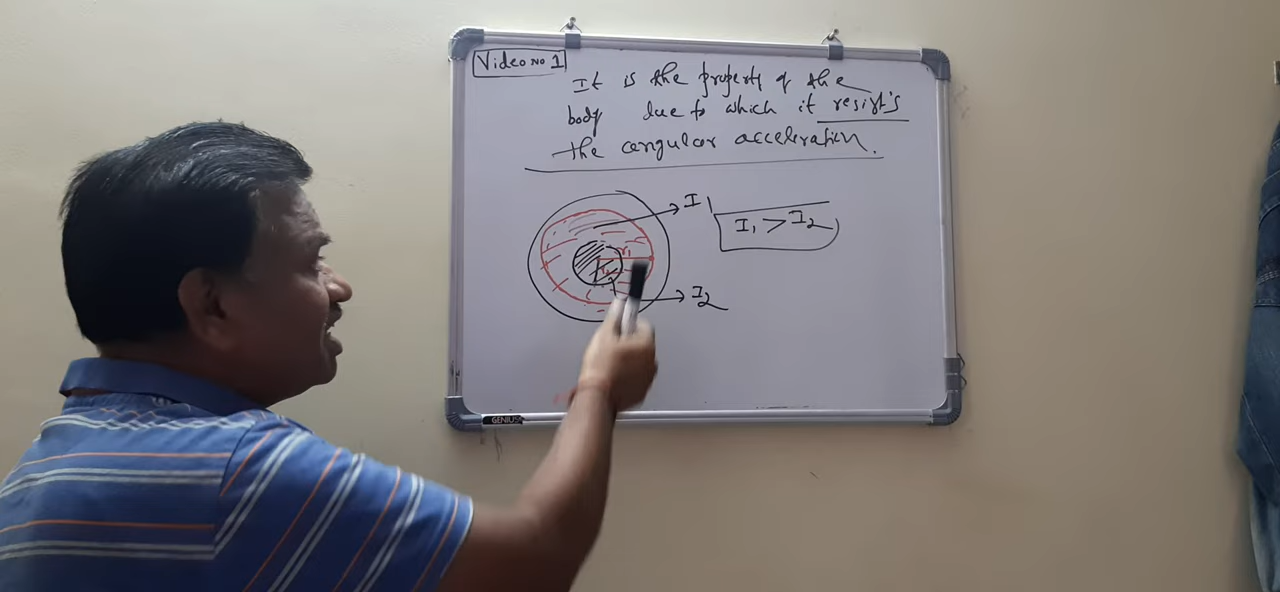 Video No 1
It is the property of the
body due to which it resist's
the angular acceleration.
I1
I1 > I2
r1
I2
GENIUS